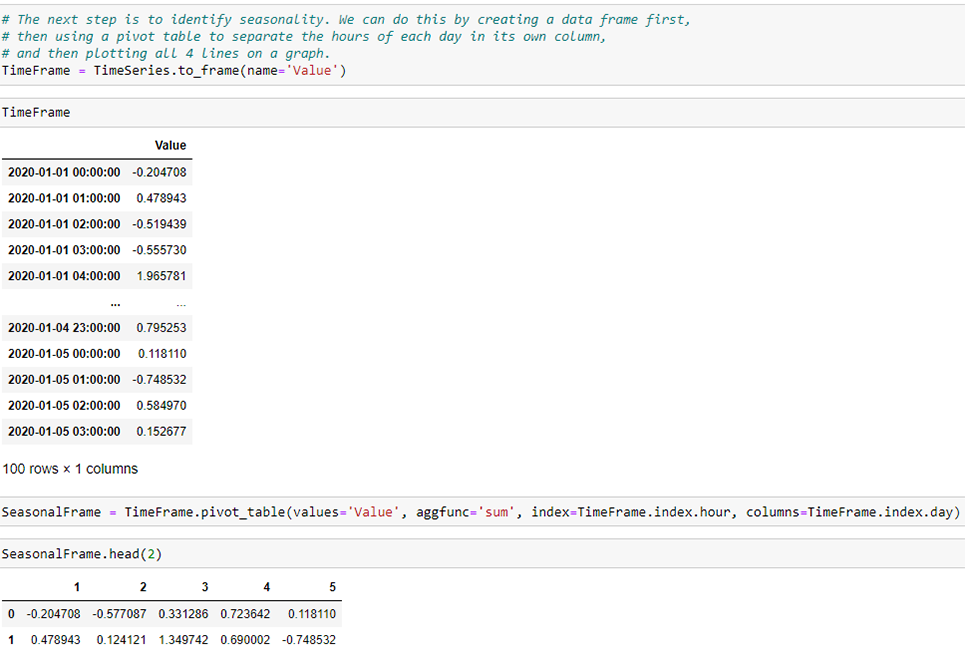 # The next step is to identify seasonality. We can do this by creating a data frame first,
# then using a pivot table to separate the hours of each day in its own column,
# and then plotting all 4 lines on a graph.
TimeFrame = TimeSeries.to_frame(name='Value')
TimeFrame
Value
2020-01-01 00:00:00 -0.204708
2020-01-01 01:00:00 0.478943
2020-01-01 02:00:00 -0.519439
2020-01-01 03:00:00 -0.555730
2020-01-01 04:00:00 1.965781
... ...
2020-01-04 23:00:00 0.795253
2020-01-05 00:00:00 0.118110
2020-01-05 01:00:00 -0.748532
2020-01-05 02:00:00 0.584970
2020-01-05 03:00:00 0.152677
100 rows × 1 columns
SeasonalFrame = TimeFrame.pivot_table(values='Value', aggfunc='sum', index=TimeFrame.index.hour, columns=TimeFrame.index.day)
SeasonalFrame.head(2)
1 2 3 4 5
0 -0.204708 -0.577087 0.331286 0.723642 0.118110
1 0.478943 0.124121 1.349742 0.690002 -0.748532